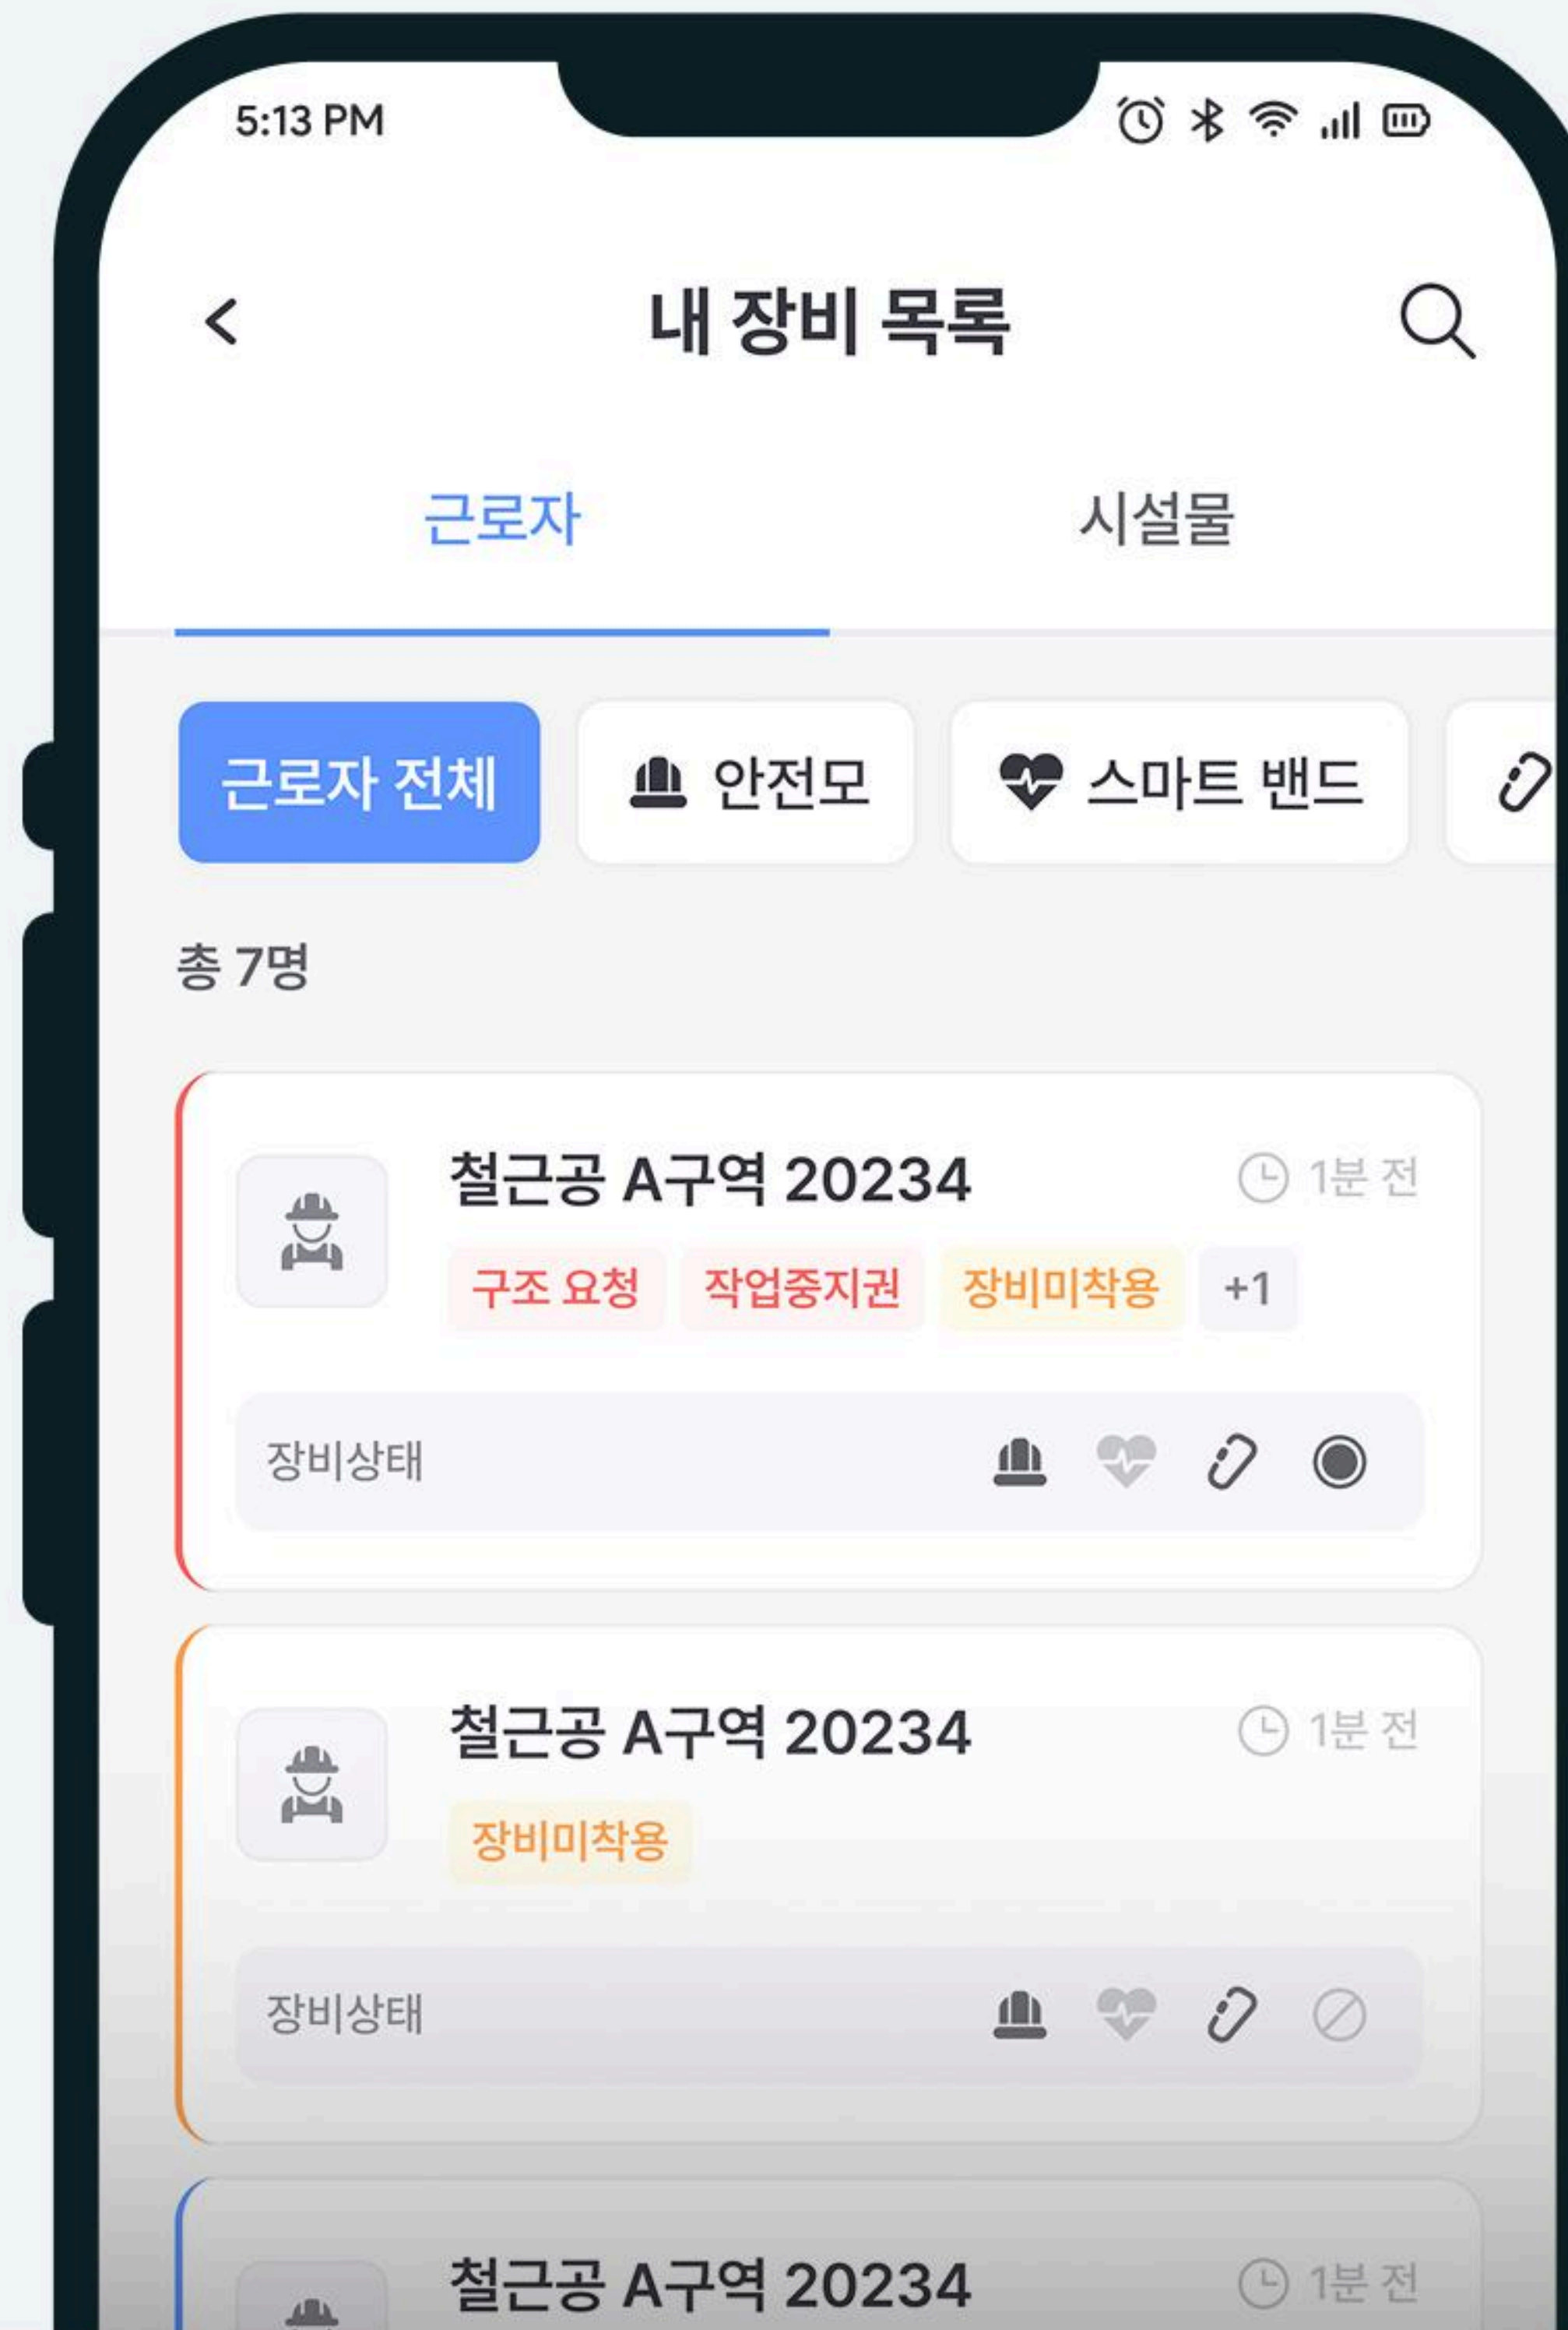 5:13 PM
내 장비 목록
근로자 시설물
근로자 전체 안전모 스마트 밴드
총 7명
철근공 A구역 20234 1분 전
구조 요청 작업중지권 장비미착용 +1
장비상태
철근공 A구역 20234 1분 전
장비미착용
장비상태
철근공 A구역 20234 1분 전